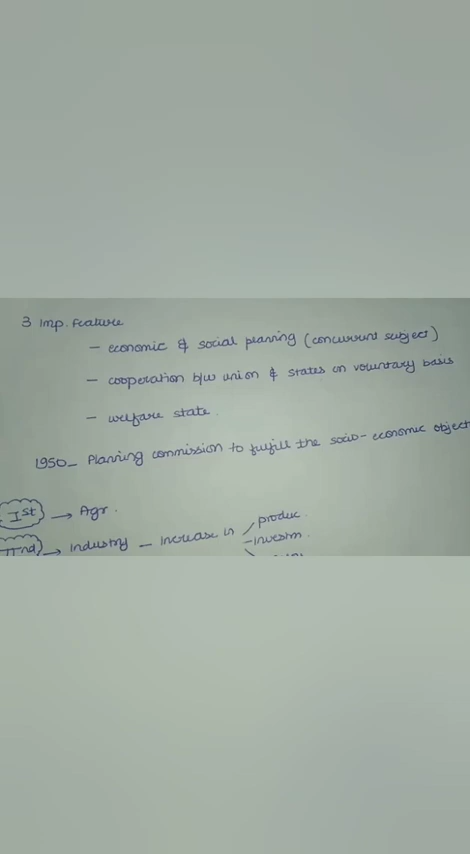 3 Imp. feature
- economic & social planning (concurrent subject)
- cooperation b/w union & states on voluntary basis
- welfare state.
1950- Planning commission to fulfill the socio-economic object
Ist → Agr.
IInd → Industry - Increase in produc.
- investm.